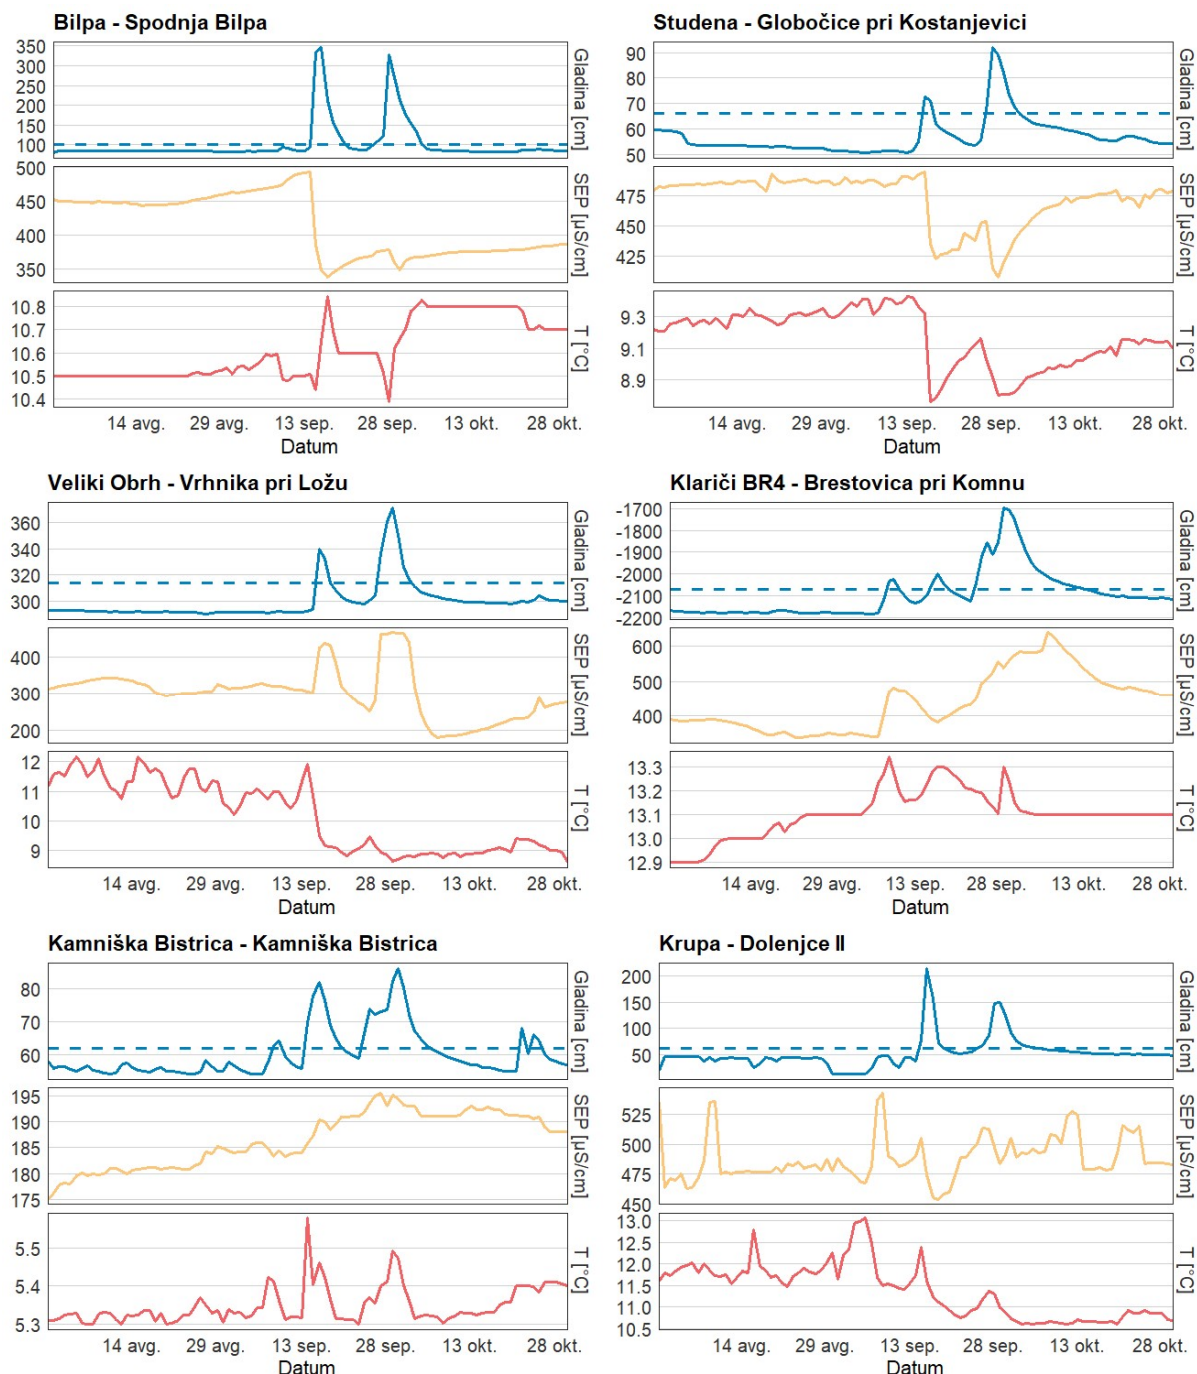 Bilpa - Spodnja Bilpa
350
300
250
200
150
100
Gladina [cm]
500
450
400
350
SEP [µS/cm]
10.8
10.7
10.6
10.5
10.4
T [°C]
14 avg. 29 avg. 13 sep. 28 sep. 13 okt. 28 okt.
Datum
Studena - Globočice pri Kostanjevici
90
80
70
60
50
Gladina [cm]
475
450
425
SEP [µS/cm]
9.3
9.1
8.9
T [°C]
14 avg. 29 avg. 13 sep. 28 sep. 13 okt. 28 okt.
Datum
Veliki Obrh - Vrhnika pri Ložu
360
340
320
300
Gladina [cm]
400
300
200
SEP [µS/cm]
12
11
10
9
T [°C]
14 avg. 29 avg. 13 sep. 28 sep. 13 okt. 28 okt.
Datum
Klariči BR4 - Brestovica pri Komnu
-1700
-1800
-1900
-2000
-2100
-2200
Gladina [cm]
600
500
400
SEP [µS/cm]
13.3
13.2
13.1
13.0
12.9
T [°C]
14 avg. 29 avg. 13 sep. 28 sep. 13 okt. 28 okt.
Datum
Kamniška Bistrica - Kamniška Bistrica
80
70
60
Gladina [cm]
195
190
185
180
175
SEP [µS/cm]
5.5
5.4
5.3
T [°C]
14 avg. 29 avg. 13 sep. 28 sep. 13 okt. 28 okt.
Datum
Krupa - Dolenjce II
200
150
100
50
Gladina [cm]
525
500
475
450
SEP [µS/cm]
13.0
12.5
12.0
11.5
11.0
10.5
T [°C]
14 avg. 29 avg. 13 sep. 28 sep. 13 okt. 28 okt.
Datum